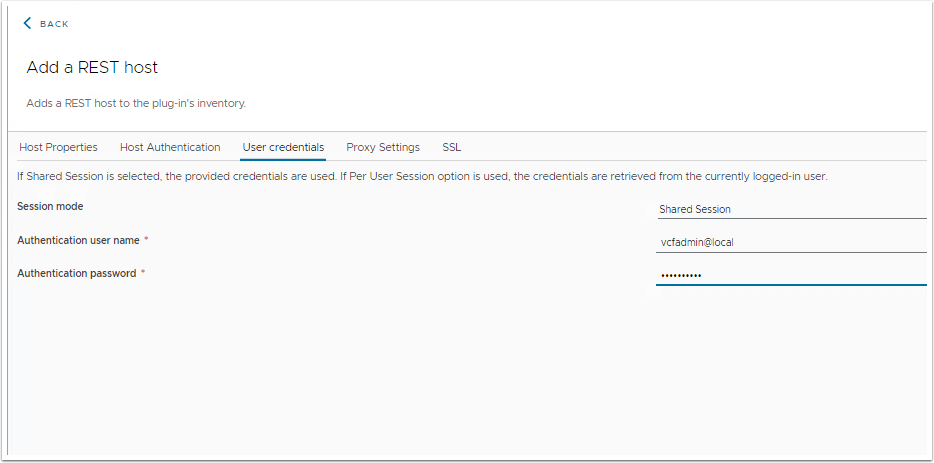 BACK
Add a REST host
Adds a REST host to the plug-in's inventory.
Host Properties Host Authentication User credentials Proxy Settings SSL
If Shared Session is selected, the provided credentials are used. If Per User Session option is used, the credentials are retrieved from the currently logged-in user.
Session mode Shared Session
Authentication user name * vcfadmin@local
Authentication password * ••••••••••